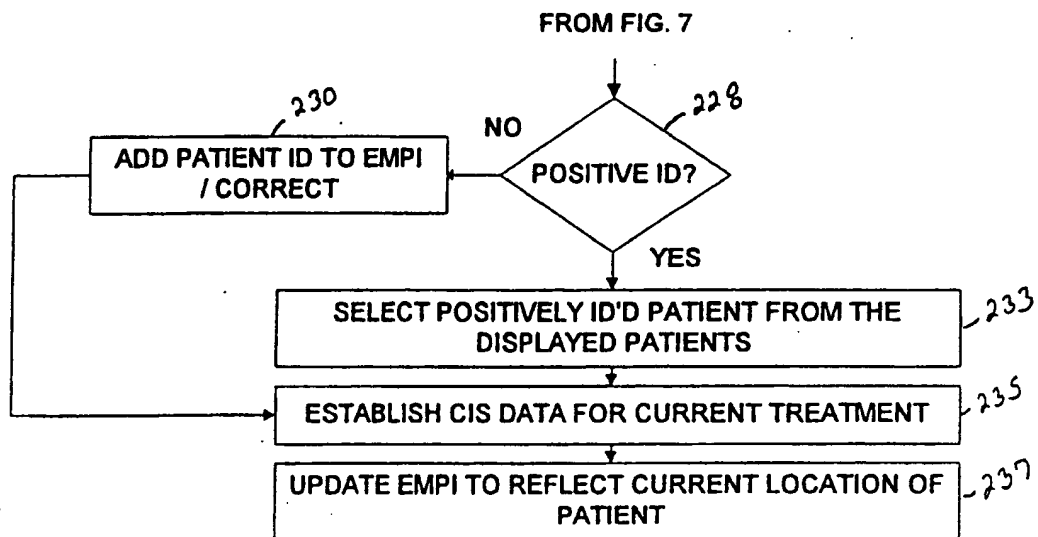 FROM FIG. 7
228
230
NO
ADD PATIENT ID TO EMPI
/ CORRECT
POSITIVE ID?
YES
SELECT POSITIVELY ID'D PATIENT FROM THE
DISPLAYED PATIENTS
233
ESTABLISH CIS DATA FOR CURRENT TREATMENT
235
UPDATE EMPI TO REFLECT CURRENT LOCATION OF
PATIENT
237